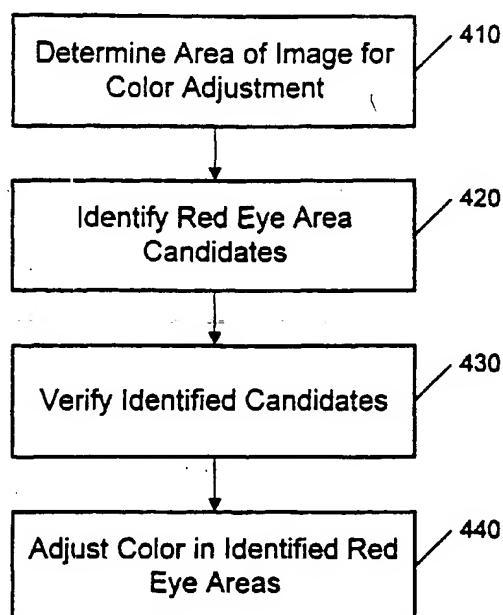 Determine Area of Image for
Color Adjustment
410
Identify Red Eye Area
Candidates
420
Verify Identified Candidates
430
Adjust Color in Identified Red
Eye Areas
440